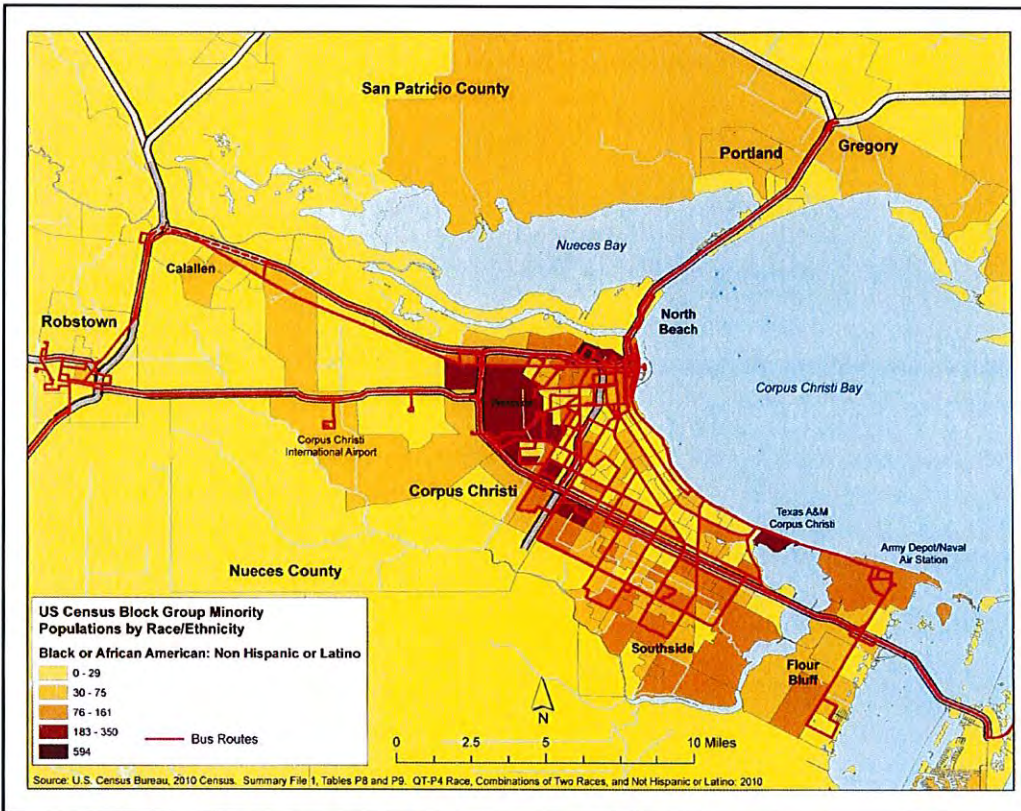 San Patricio County
Portland
Gregory
Nueces Bay
Calallen
North
Beach
Robstown
Corpus Christi Bay
Corpus Christi
International Airport
Corpus Christi
Texas A&M
Corpus Christi
Army Depot/Naval
Air Station
Nueces County
US Census Block Group Minority
Populations by Race/Ethnicity
Black or African American: Non Hispanic or Latino
0 - 29
30 - 75
76 - 161
183 - 350
594
Bus Routes
Southside
Flour
Bluff
N
0 2.5 5 10 Miles
Source: U.S. Census Bureau, 2010 Census. Summary File 1, Tables P8 and P9. QT-P4 Race, Combinations of Two Races, and Not Hispanic or Latino: 2010